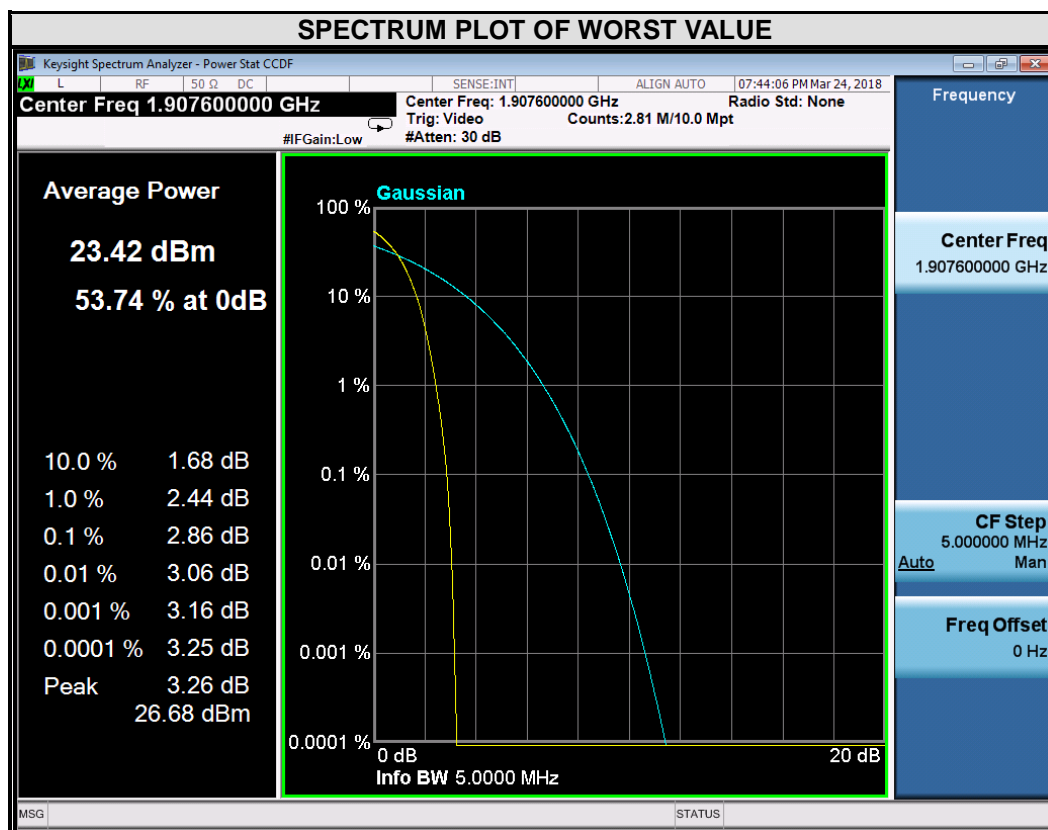 SPECTRUM PLOT OF WORST VALUE
Keysight Spectrum Analyzer - Power Stat CCDF
LXI L RF 50 Ω DC SENSE:INT ALIGN AUTO 07:44:06 PM Mar 24, 2018
Center Freq 1.907600000 GHz
Center Freq: 1.907600000 GHz Radio Std: None
Trig: Video Counts:2.81 M/10.0 Mpt
#IFGain:Low #Atten: 30 dB
Frequency
Average Power
23.42 dBm
53.74 % at 0dB
10.0 % 1.68 dB
1.0 % 2.44 dB
0.1 % 2.86 dB
0.01 % 3.06 dB
0.001 % 3.16 dB
0.0001 % 3.25 dB
Peak 3.26 dB
26.68 dBm
Gaussian
100 %
10 %
1 %
0.1 %
0.01 %
0.001 %
0.0001 %
0 dB 20 dB
Info BW 5.0000 MHz
Center Freq
1.907600000 GHz
CF Step
5.000000 MHz
Auto Man
Freq Offset
0 Hz
MSG STATUS